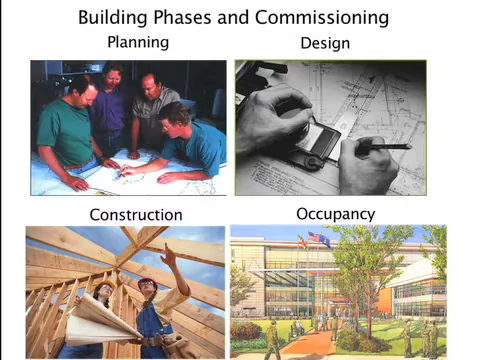 Building Phases and Commissioning
Planning
Design
Construction
Occupancy